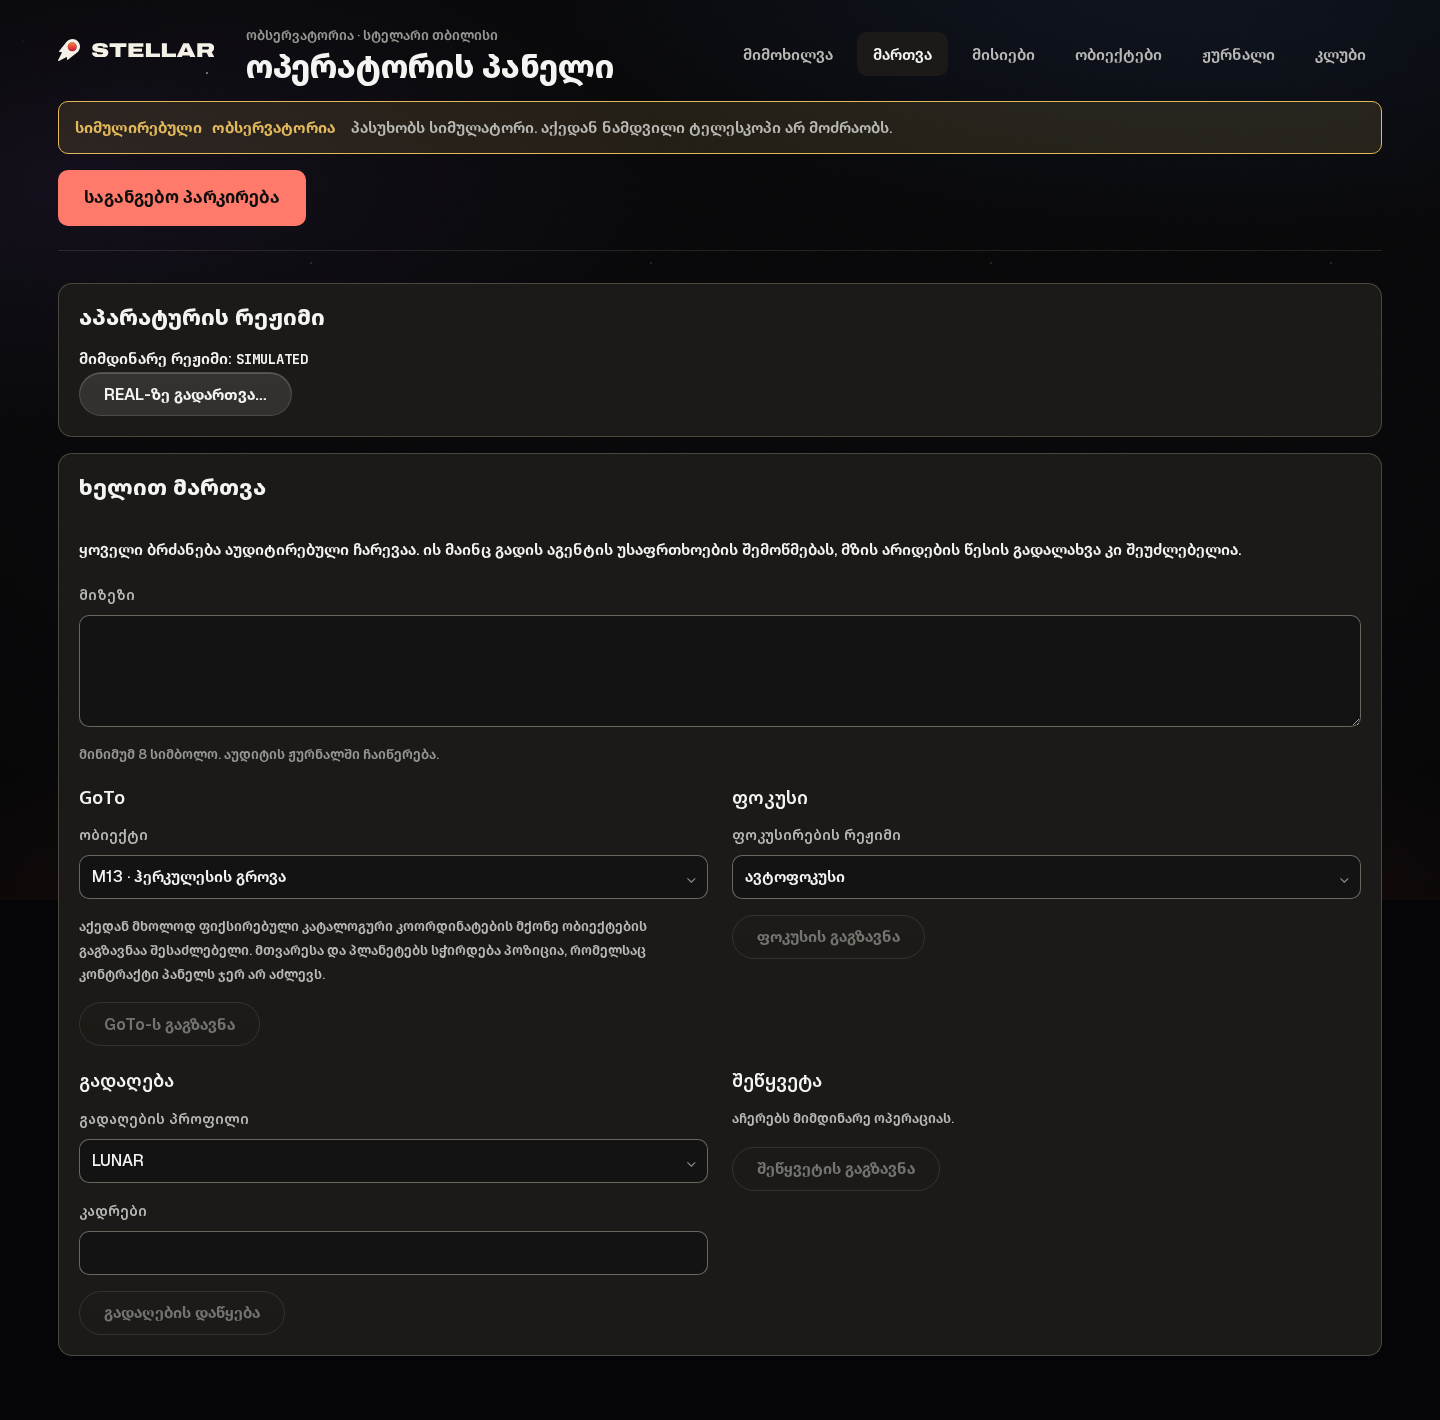 STELLAR
ობსერვატორია · სტელარი თბილისი
ოპერატორის პანელი
მიმოხილვა
მართვა
მისიები
ობიექტები
ჟურნალი
კლუბი
სიმულირებული ობსერვატორია პასუხობს სიმულატორი. აქედან ნამდვილი ტელესკოპი არ მოძრაობს.
საგანგებო პარკირება
აპარატურის რეჟიმი
მიმდინარე რეჟიმი: SIMULATED
REAL-ზე გადართვა...
ხელით მართვა
ყოველი ბრძანება აუდიტირებული ჩარევაა. ის მაინც გადის აგენტის უსაფრთხოების შემოწმებას, მზის არიდების წესის გადალახვა კი შეუძლებელია.
მიზეზი
მინიმუმ 8 სიმბოლო. აუდიტის ჟურნალში ჩაიწერება.
GoTo
ობიექტი
M13 · ჰერკულესის გროვა
აქედან მხოლოდ ფიქსირებული კატალოგური კოორდინატების მქონე ობიექტების
გაგზავნაა შესაძლებელი. მთვარესა და პლანეტებს სჭირდება პოზიცია, რომელსაც
კონტრაქტი პანელს ჯერ არ აძლევს.
GoTo-ს გაგზავნა
ფოკუსი
ფოკუსირების რეჟიმი
ავტოფოკუსი
ფოკუსის გაგზავნა
გადაღება
გადაღების პროფილი
LUNAR
კადრები
გადაღების დაწყება
შეწყვეტა
აჩერებს მიმდინარე ოპერაციას.
შეწყვეტის გაგზავნა